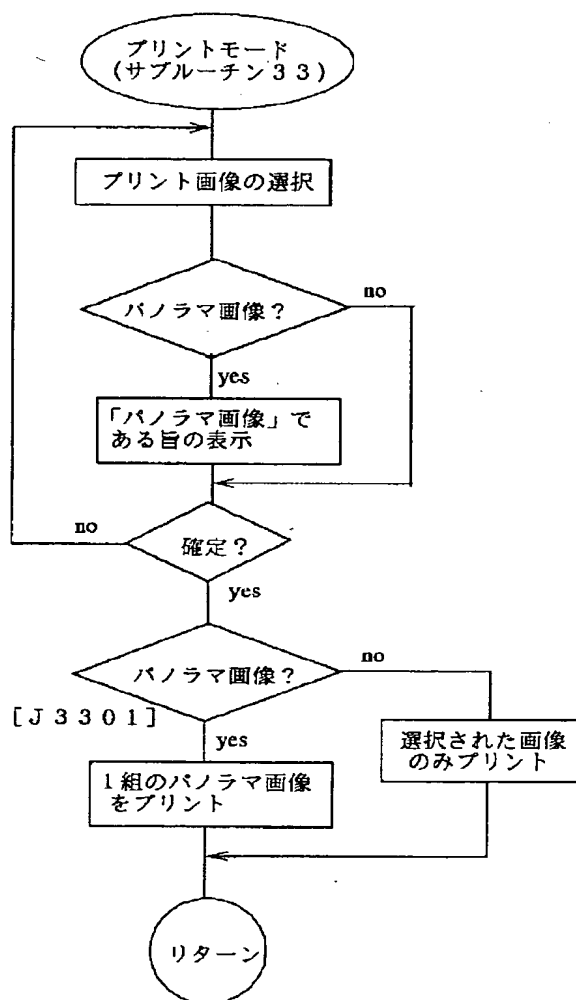 プリントモード
(サブルーチン33)
プリント画像の選択
パノラマ画像?
no
yes
「パノラマ画像」で
ある旨の表示
no
確定?
yes
パノラマ画像?
no
[J3301]
yes
選択された画像
のみプリント
1組のパノラマ画像
をプリント
リターン